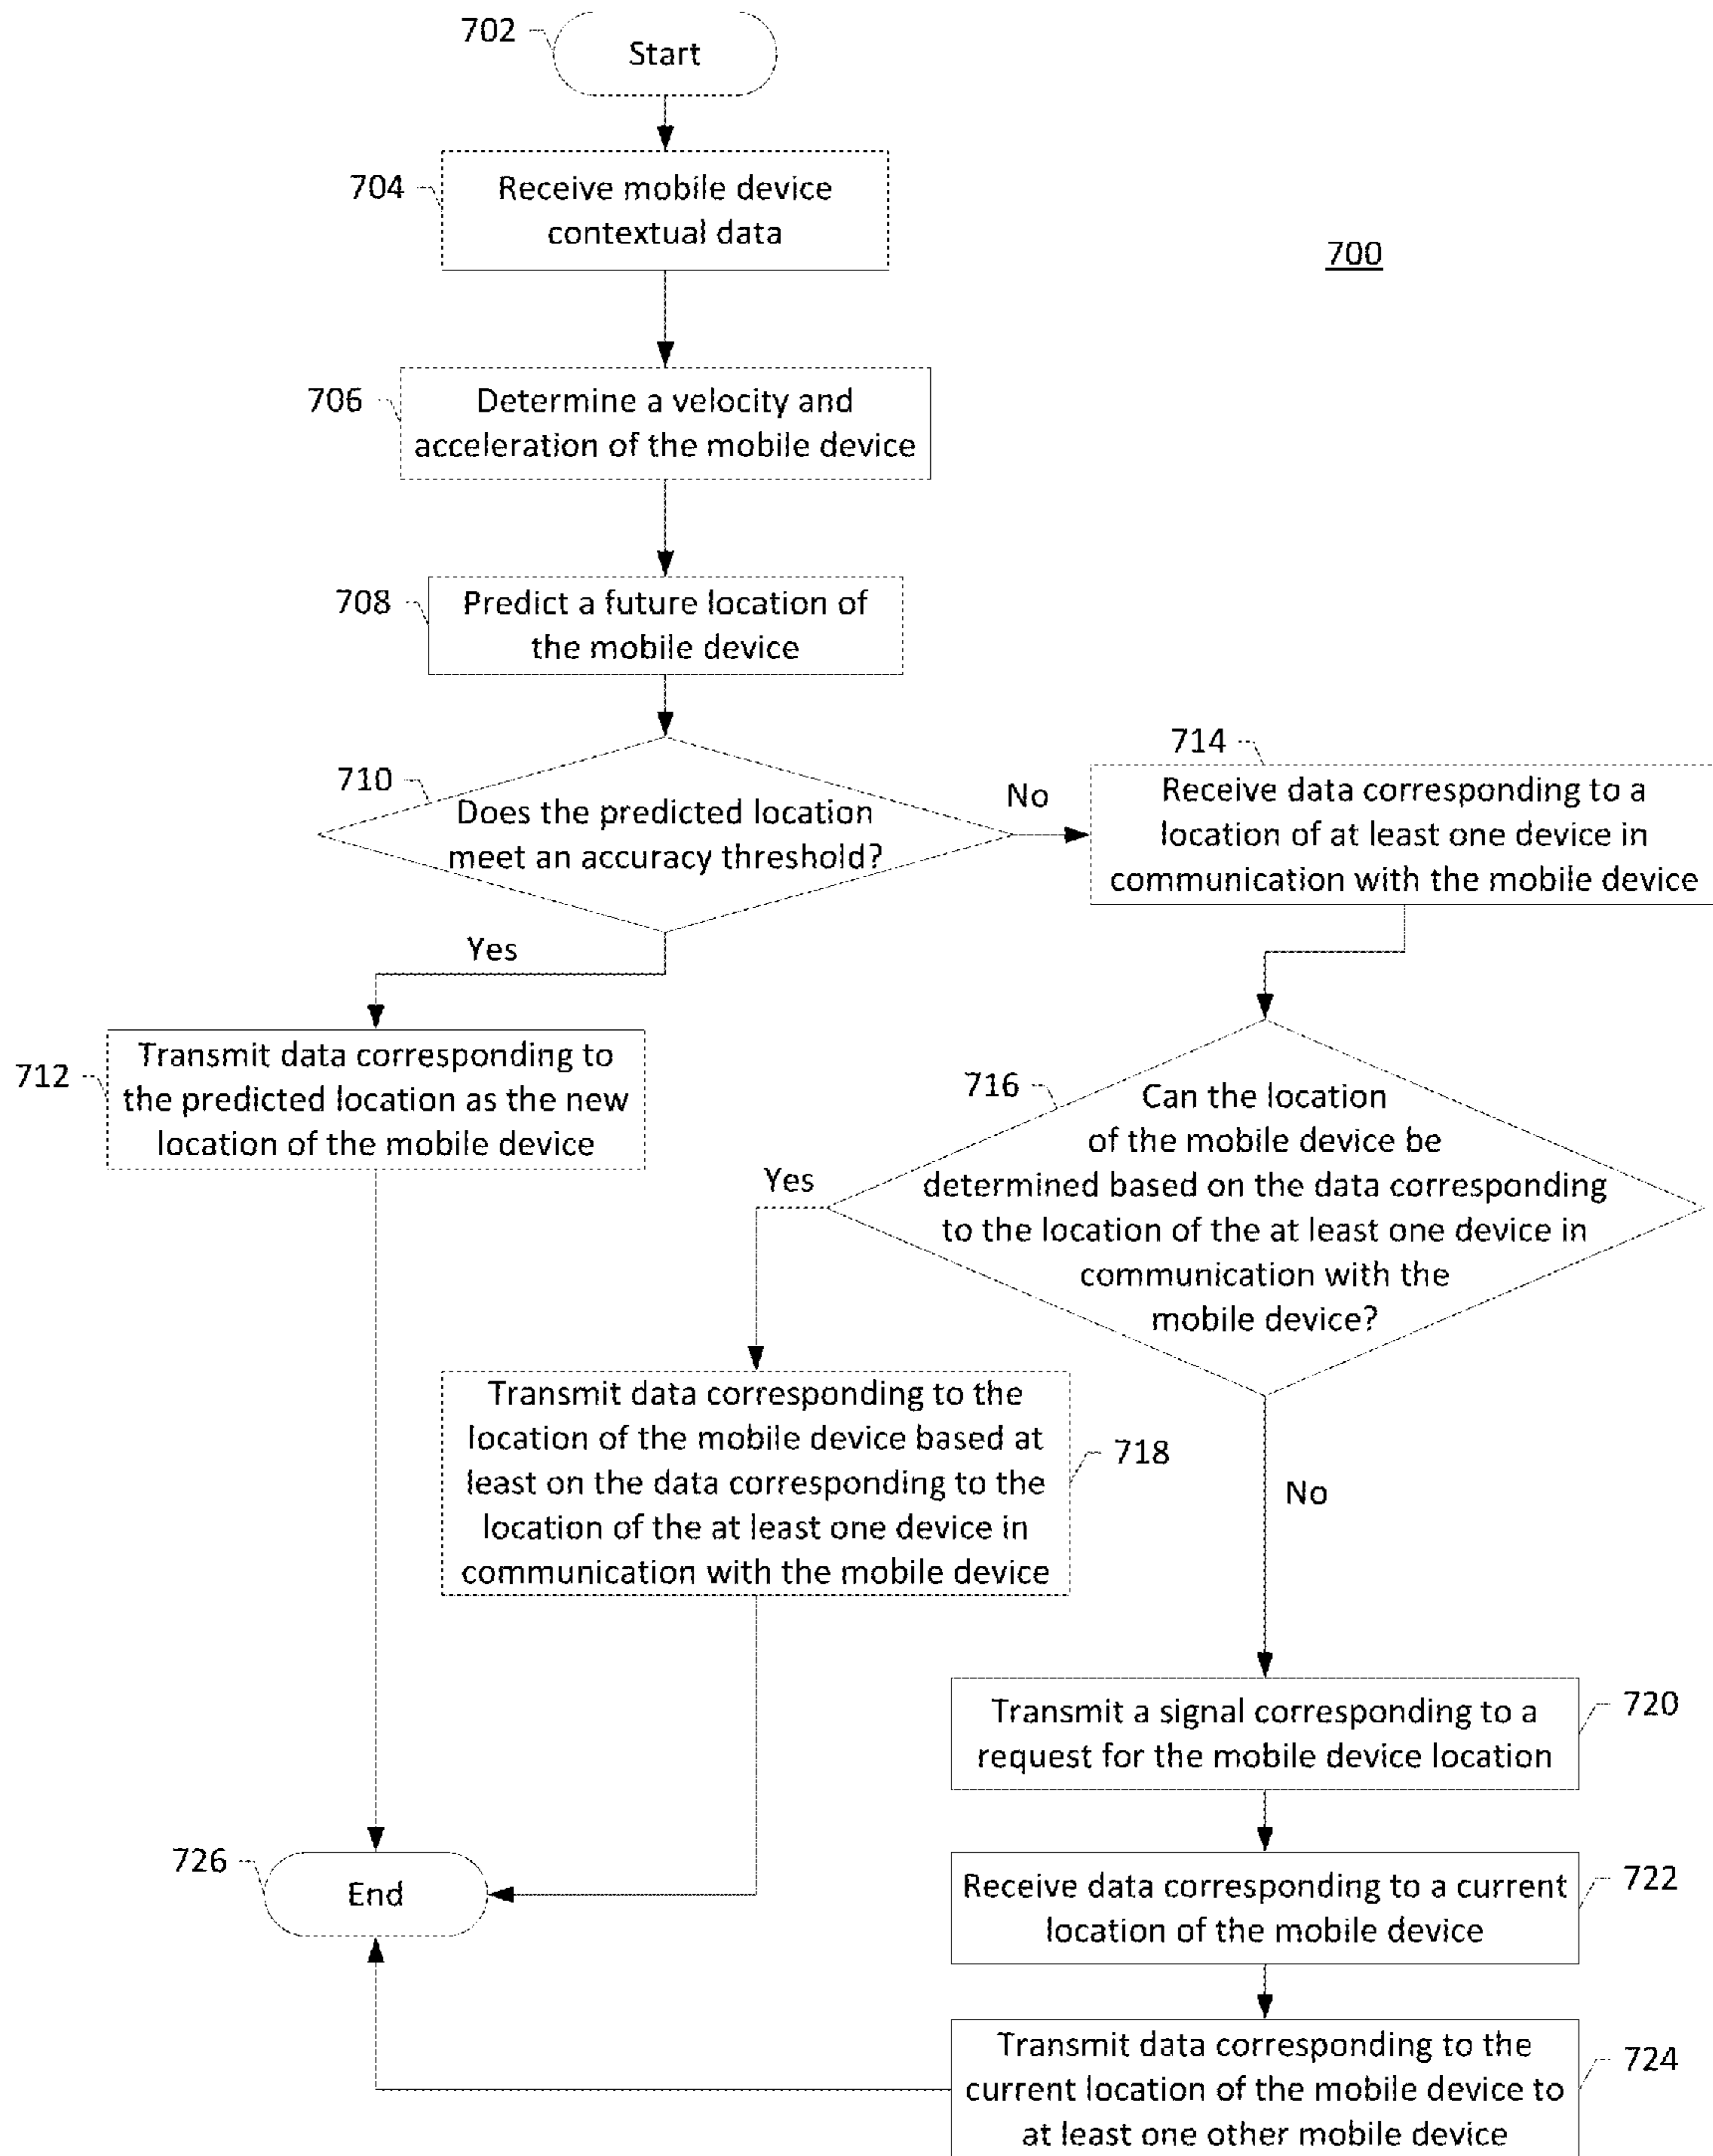 702
Start
704
Receive mobile device
contextual data
700
706
Determine a velocity and
acceleration of the mobile device
708
Predict a future location of
the mobile device
710
Does the predicted location
meet an accuracy threshold?
No
714
Receive data corresponding to a
location of at least one device in
communication with the mobile device
Yes
712
Transmit data corresponding to
the predicted location as the new
location of the mobile device
716
Can the location
of the mobile device be
determined based on the data corresponding
to the location of the at least one device in
communication with the
mobile device?
Yes
718
Transmit data corresponding to the
location of the mobile device based at
least on the data corresponding to the
location of the at least one device in
communication with the mobile device
No
720
Transmit a signal corresponding to a
request for the mobile device location
722
Receive data corresponding to a current
location of the mobile device
724
Transmit data corresponding to the
current location of the mobile device to
at least one other mobile device
726
End